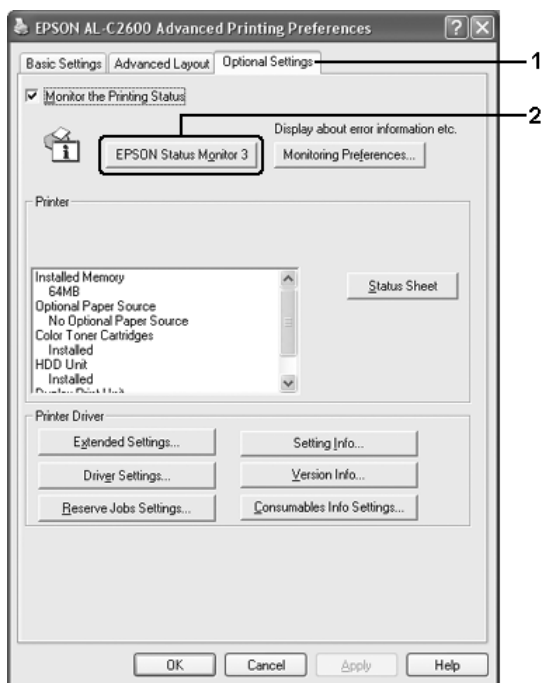 EPSON AL-C2600 Advanced Printing Preferences
Basic Settings Advanced Layout Optional Settings 1
Monitor the Printing Status
2
Display about error information etc.
EPSON Status Monitor 3 Monitoring Preferences...
Printer
Installed Memory
64MB
Status Sheet
Optional Paper Source
No Optional Paper Source
Color Toner Cartridges
Installed
HDD Unit
Installed
Duplex Print Unit
Printer Driver
Extended Settings... Setting Info...
Driver Settings... Version Info...
Reserve Jobs Settings... Consumables Info Settings...
OK Cancel Apply Help